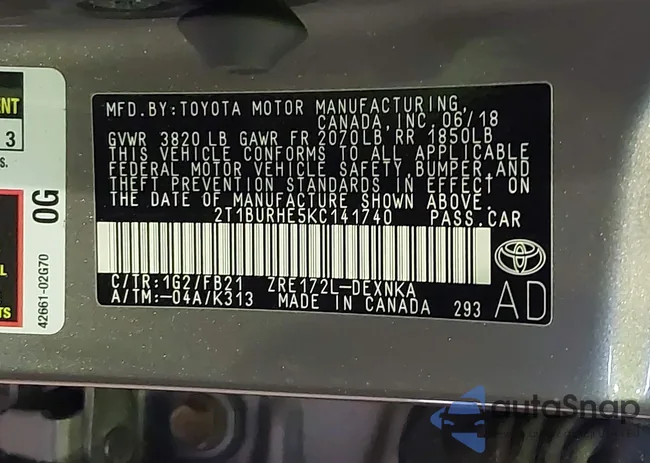 MFD.BY:TOYOTA MOTOR MANUFACTURING,
CANADA,INC.06/18
GVWR 3820 LB GAWR FR 2070LB RR 1850LB
THIS VEHICLE CONFORMS TO ALL APPLICABLE
FEDERAL MOTOR VEHICLE SAFETY,BUMPER,AND
THEFT PREVENTION STANDARDS IN EFFECT ON
THE DATE OF MANUFACTURE SHOWN ABOVE.
2T1BURHE5KC141740 PASS.CAR
C/TR:1G2/FB21 ZRE172L-DEXNKA
A/TM:-04A/K313 MADE IN CANADA 293
AD
ENT
3
S.
0G
L
TS
42661-02G70
autoSnap